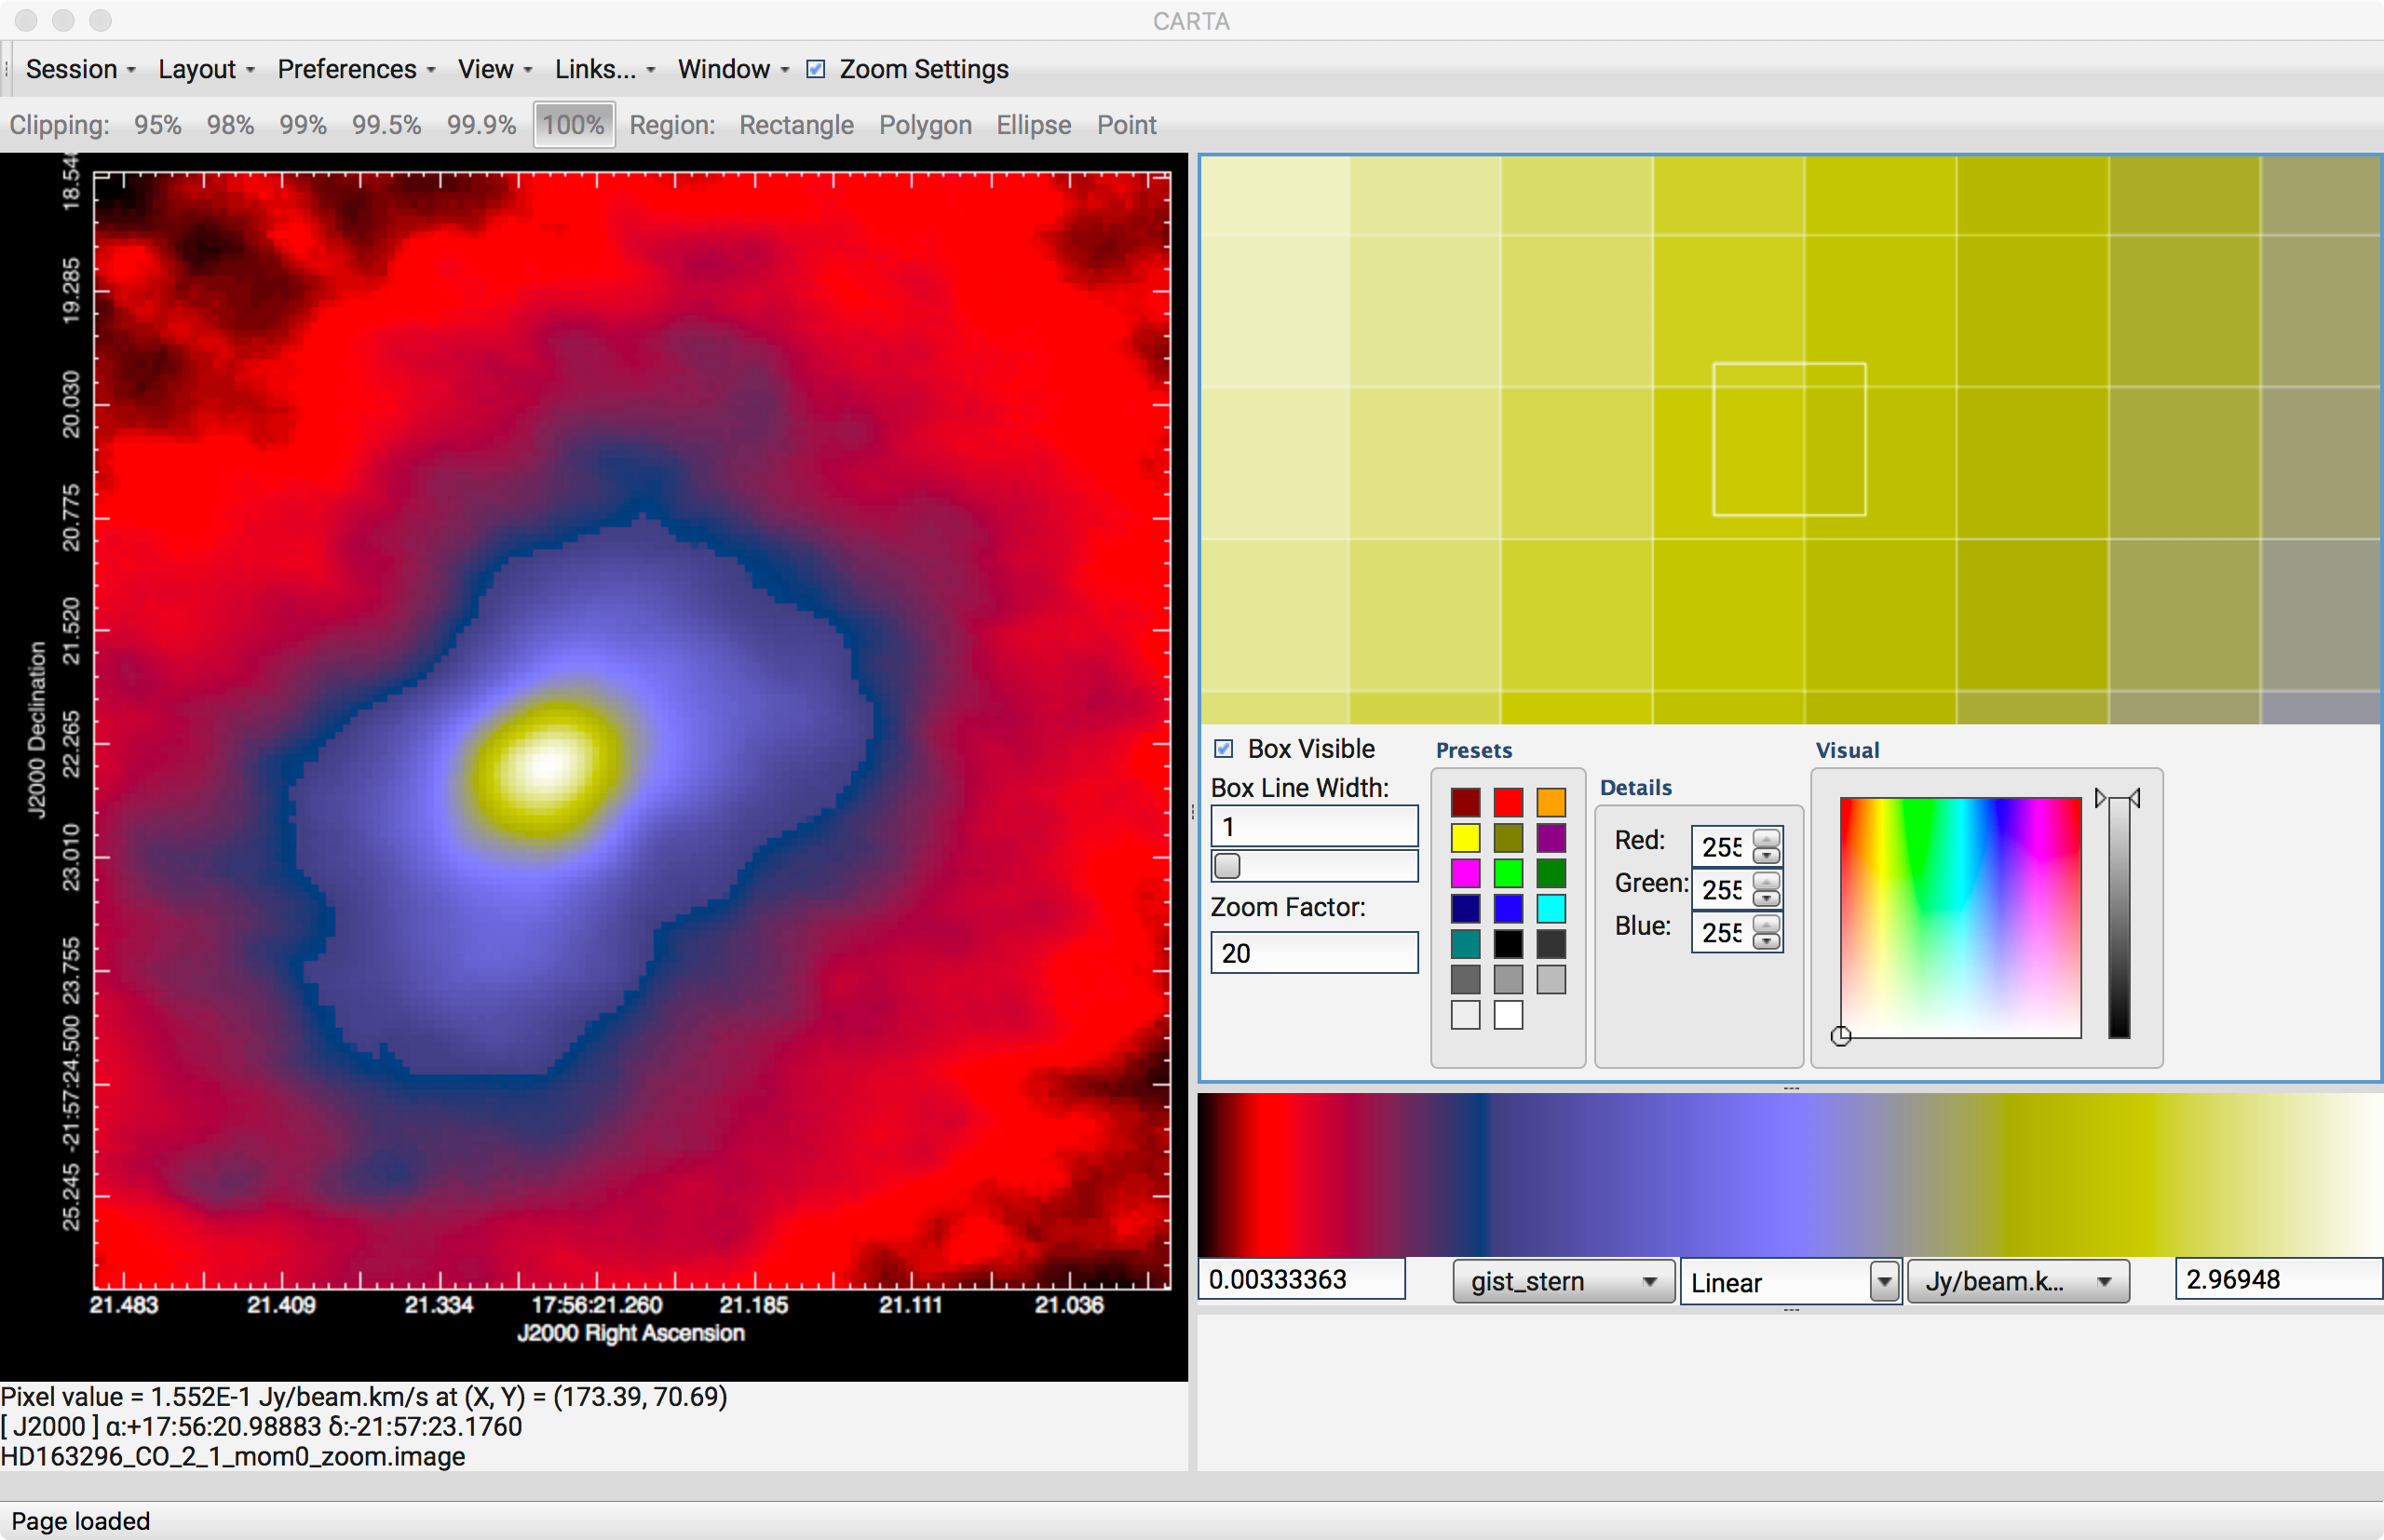 CARTA
Session Layout Preferences View Links... Window Zoom Settings
Clipping: 95% 98% 99% 99.5% 99.9% 100% Region: Rectangle Polygon Ellipse Point
19.285
20.030
20.775
21.520
22.265
23.010
23.755
-21:57:24.500
25.245
J2000 Declination
21.483 21.409 21.334 17:56:21.260 21.185 21.111 21.036
J2000 Right Ascension
Pixel value = 1.552E-1 Jy/beam.km/s at (X, Y) = (173.39, 70.69)
[ J2000 ] α:+17:56:20.98883 δ:-21:57:23.1760
HD163296_CO_2_1_mom0_zoom.image
Box Visible
Box Line Width:
1
Zoom Factor:
20
Presets
Details
Red: 255
Green: 255
Blue: 255
Visual
0.00333363 gist_stern Linear Jy/beam.k... 2.96948
Page loaded